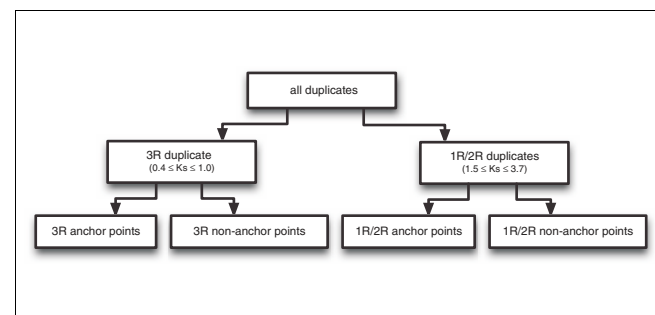 all duplicates
3R duplicate
(0.4 ≤ Ks ≤ 1.0)
1R/2R duplicates
(1.5 ≤ Ks ≤ 3.7)
3R anchor points
3R non-anchor points
1R/2R anchor points
1R/2R non-anchor points